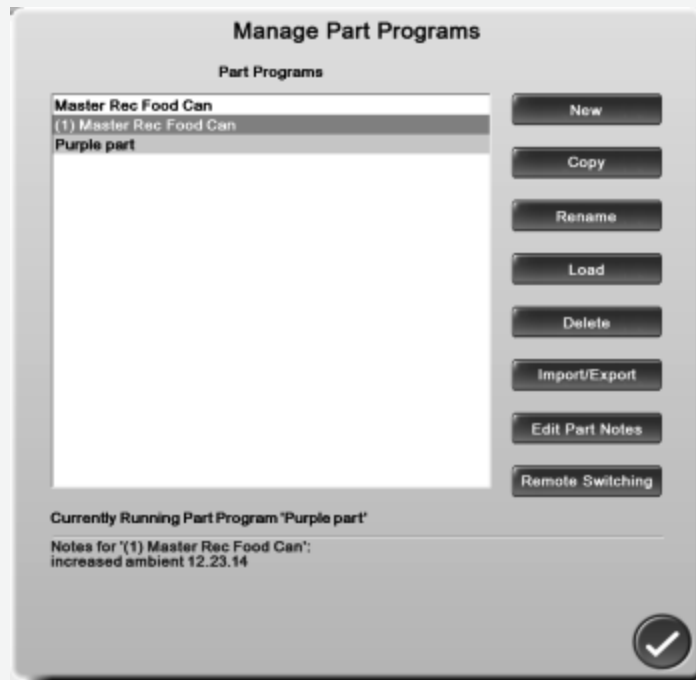 Manage Part Programs
Part Programs
Master Rec Food Can
(1) Master Rec Food Can
Purple part
New
Copy
Rename
Load
Delete
Import/Export
Edit Part Notes
Remote Switching
Currently Running Part Program 'Purple part'
Notes for '(1) Master Rec Food Can':
increased ambient 12.23.14